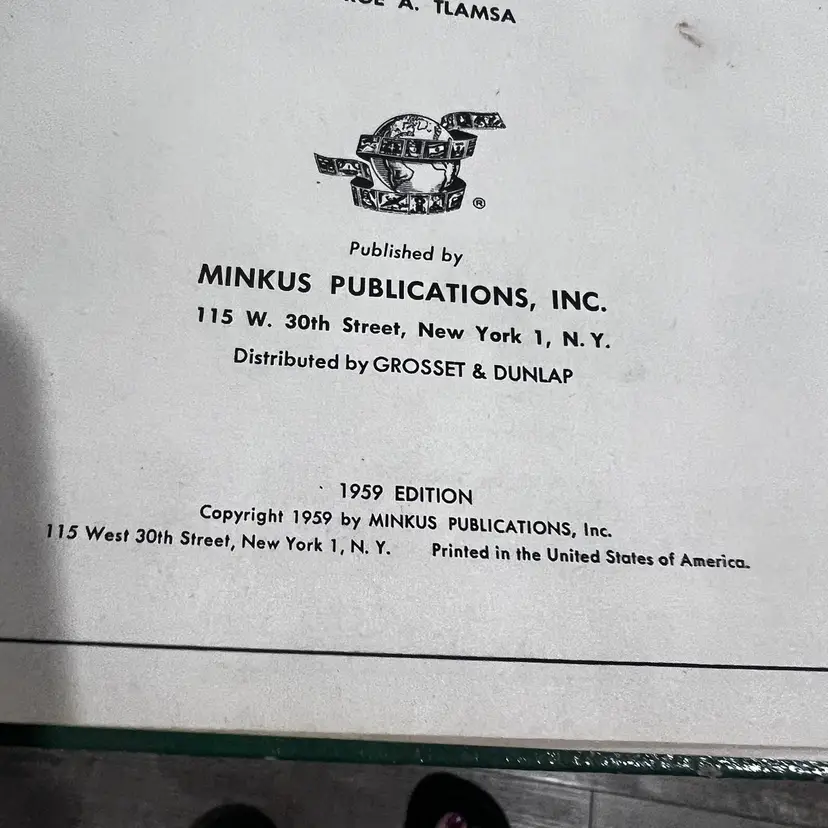 A. TLAMSA
®
Published by
MINKUS PUBLICATIONS, INC.
115 W. 30th Street, New York 1, N. Y.
Distributed by GROSSET & DUNLAP
1959 EDITION
Copyright 1959 by MINKUS PUBLICATIONS, Inc.
115 West 30th Street, New York 1, N. Y. Printed in the United States of America.